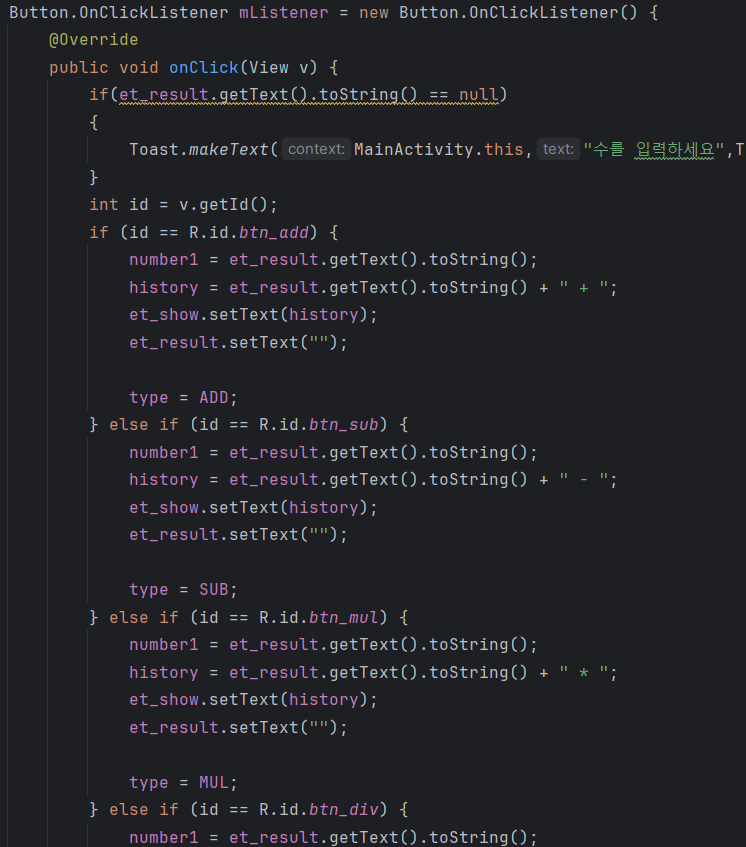 Button.OnClickListener mListener = new Button.OnClickListener() {
@Override
public void onClick(View v) {
if(et_result.getText().toString() == null)
{
Toast.makeText( context: MainActivity.this, text: "수를 입력하세요",T
}
int id = v.getId();
if (id == R.id.btn_add) {
number1 = et_result.getText().toString();
history = et_result.getText().toString() + " + ";
et_show.setText(history);
et_result.setText("");
type = ADD;
} else if (id == R.id.btn_sub) {
number1 = et_result.getText().toString();
history = et_result.getText().toString() + " - ";
et_show.setText(history);
et_result.setText("");
type = SUB;
} else if (id == R.id.btn_mul) {
number1 = et_result.getText().toString();
history = et_result.getText().toString() + " * ";
et_show.setText(history);
et_result.setText("");
type = MUL;
} else if (id == R.id.btn_div) {
number1 = et_result.getText().toString();